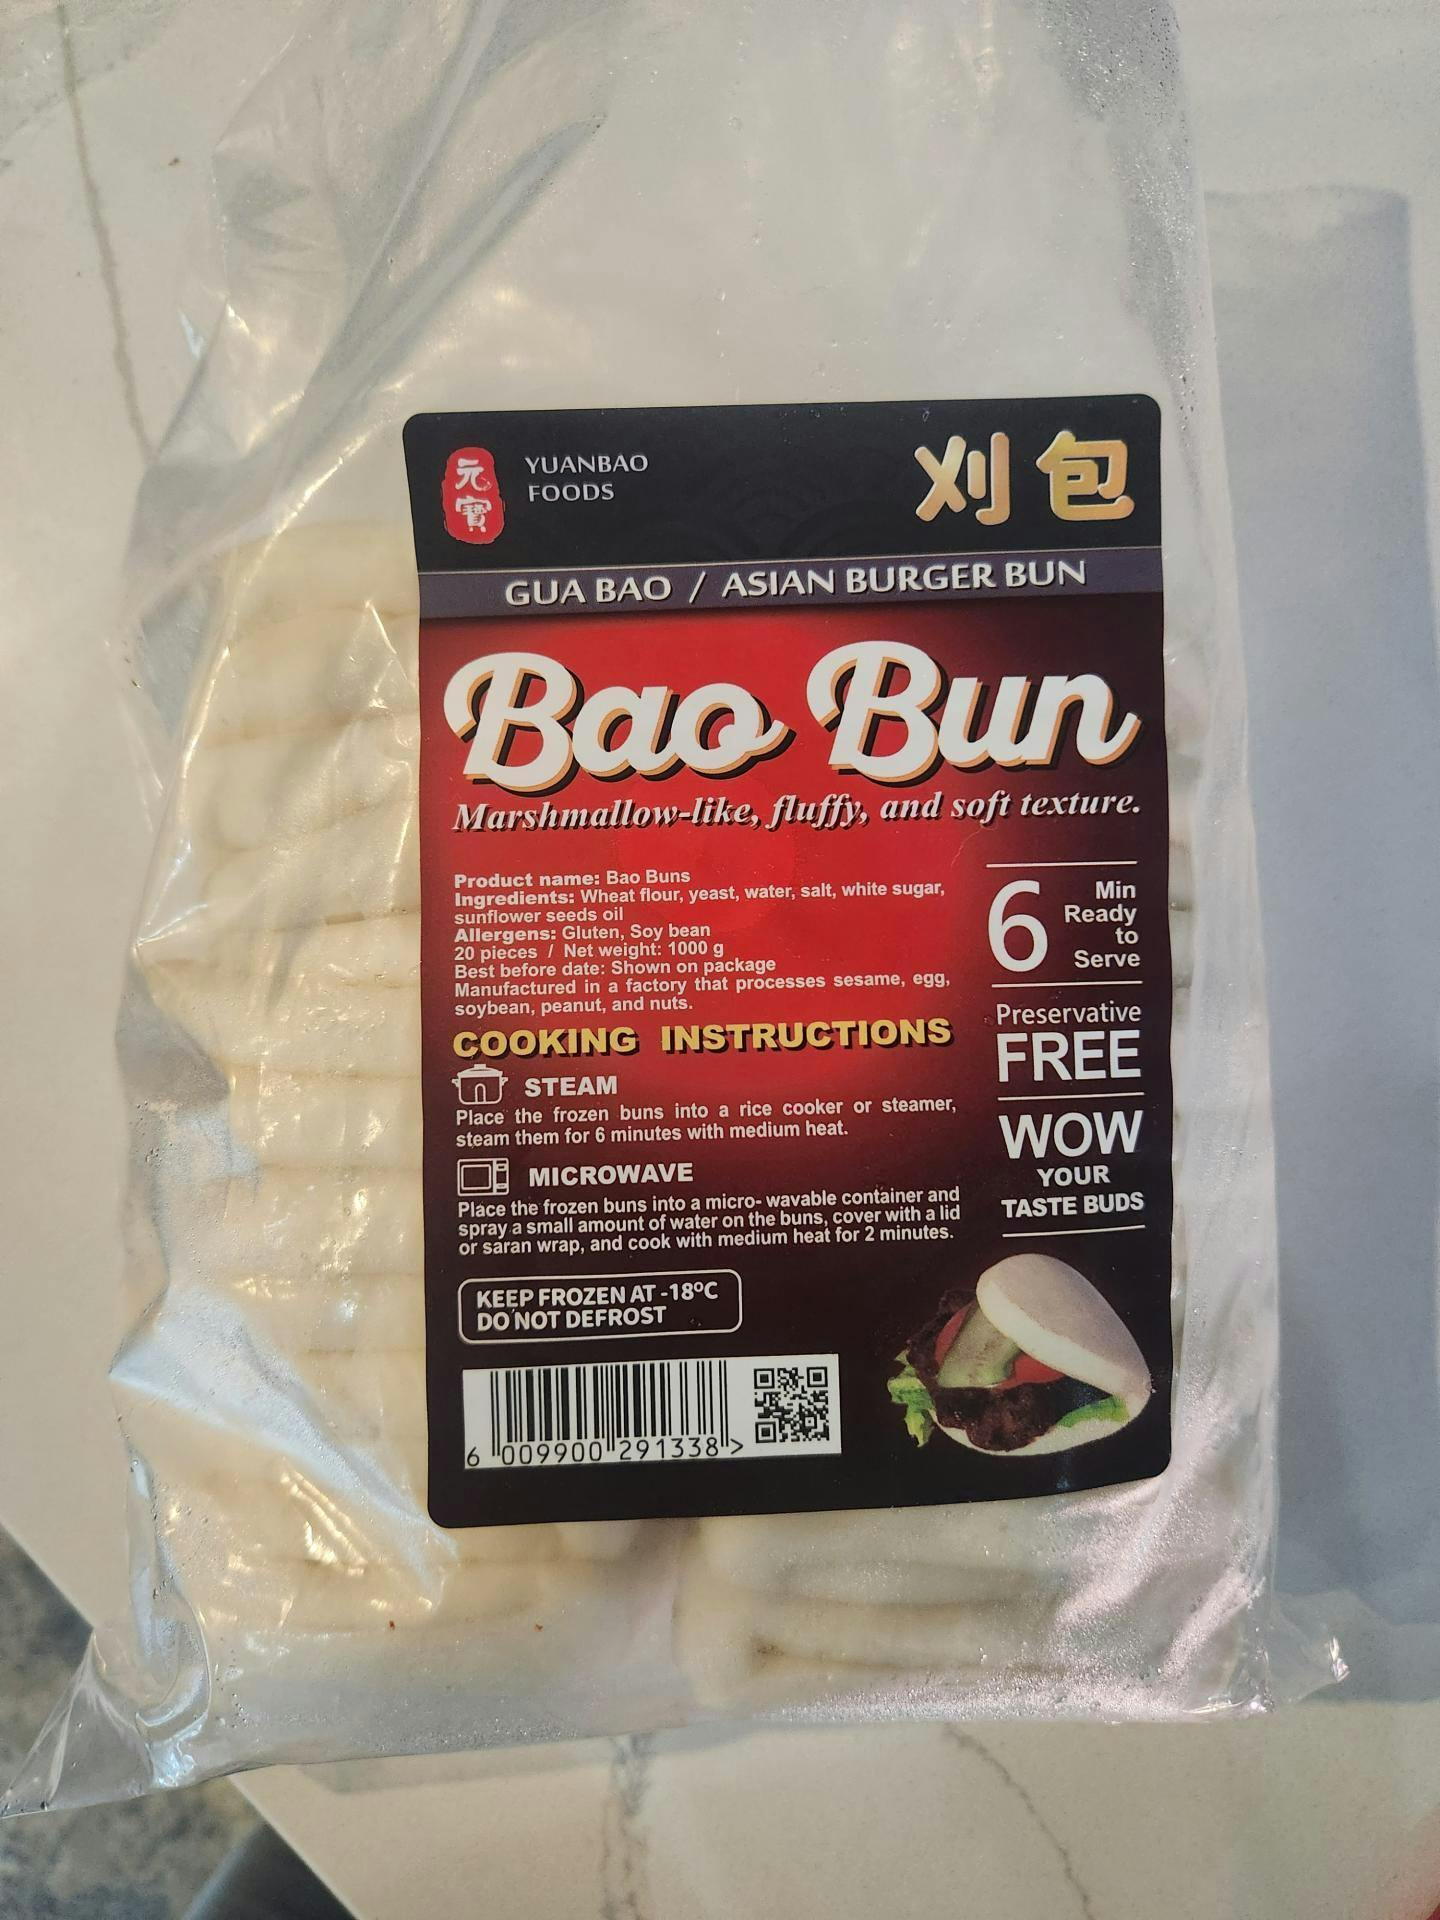 元寶
YUANBAO
FOODS
刈包
GUA BAO / ASIAN BURGER BUN
Bao Bun
Marshmallow-like, fluffy, and soft texture.
Product name: Bao Buns
Ingredients: Wheat flour, yeast, water, salt, white sugar,
sunflower seeds oil
Allergens: Gluten, Soy bean
20 pieces / Net weight: 1000 g
Best before date: Shown on package
Manufactured in a factory that processes sesame, egg,
soybean, peanut, and nuts.
COOKING INSTRUCTIONS
STEAM
Place the frozen buns into a rice cooker or steamer,
steam them for 6 minutes with medium heat.
MICROWAVE
Place the frozen buns into a micro- wavable container and
spray a small amount of water on the buns, cover with a lid
or saran wrap, and cook with medium heat for 2 minutes.
KEEP FROZEN AT -18ºC
DO NOT DEFROST
6 009900 291338 >
6
Min
Ready
to
Serve
Preservative
FREE
WOW
YOUR
TASTE BUDS